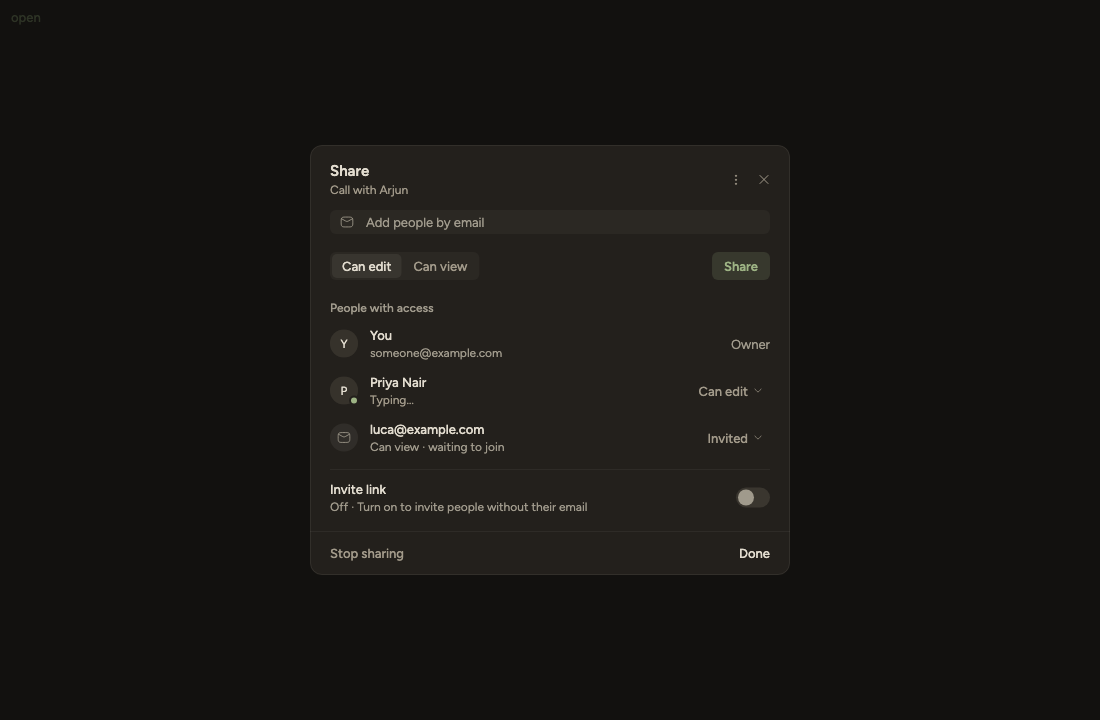 open
Share
Call with Arjun
Add people by email
Can edit
Can view
Share
People with access
Y
You
someone@example.com
Owner
P
Priya Nair
Typing...
Can edit
luca@example.com
Can view · waiting to join
Invited
Invite link
Off · Turn on to invite people without their email
Stop sharing
Done